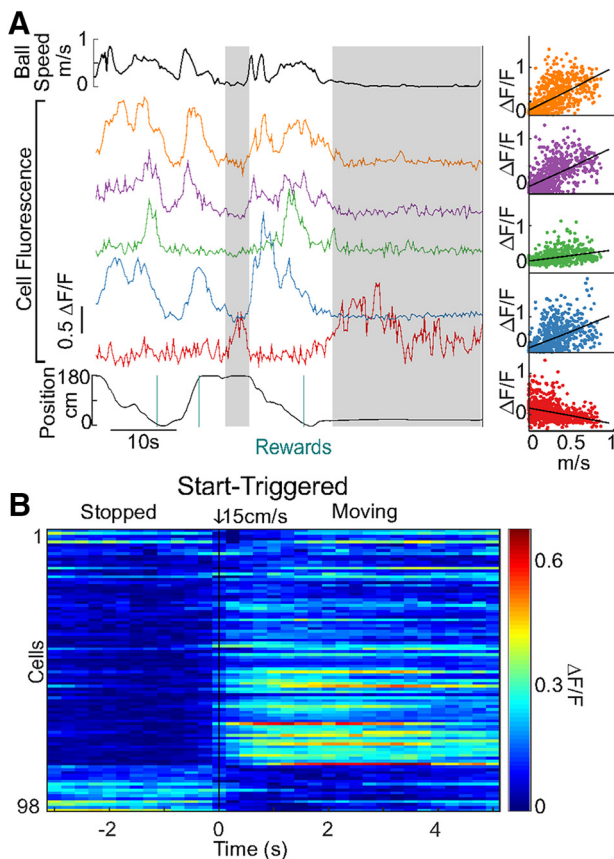 A
Ball
Speed
m/s
1
0
Cell Fluorescence
0.5 ΔF/F
Position
cm
180
0
10s
Rewards
ΔF/F
1
0
ΔF/F
1
0
ΔF/F
1
0
ΔF/F
1
0
ΔF/F
1
0
0 0.5 1
m/s
B
Start-Triggered
Stopped ↓15cm/s Moving
Cells
1
98
-2 0 2 4
Time (s)
0.6
0.3
0
ΔF/F